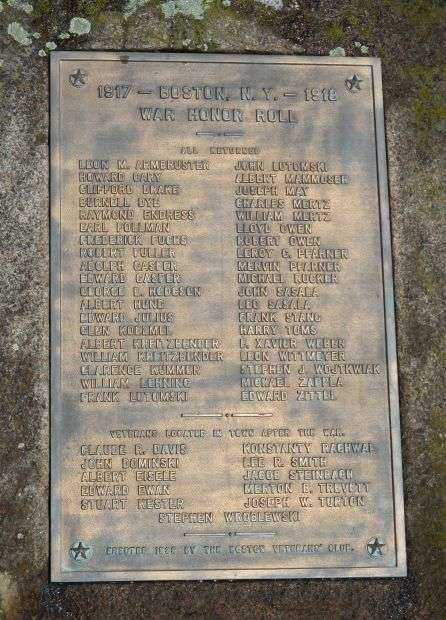 1917 — BOSTON, N. Y. — 1918
WAR HONOR ROLL
ALL RETURNED
LEON M. ARMBRUSTER JOHN LUTOMSKI
HOWARD CARY ALBERT MAMMOSER
CLIFFORD DRAKE JOSEPH MAY
BURNELL DYE CHARLES MERTZ
RAYMOND ENDRESS WILLIAM MERTZ
EARL FOLLMAN LLOYD OWEN
FREDERICK FUCHS ROBERT OWEN
ROBERT FULLER LEROY C. PFARNER
ADOLPH GASPER MERVIN PFARNER
EDWARD GASPER MICHAEL RUCKER
GEORGE E. HODGSON JOHN SASALA
ALBERT HUND LEO SASALA
EDWARD JULIUS FRANK STANG
GLEN KOEHMEL HARRY TOMS
ALBERT KREITZBENDER F. XAVIER WEBER
WILLIAM KREITZBENDER LEON WITTMEYER
CLARENCE KUMMER STEPHEN J. WOJTKWIAK
WILLIAM LERNING MICHAEL ZAFFLA
FRANK LUTOMSKI EDWARD ZITTEL
VETERANS LOCATED IN TOWN AFTER THE WAR.
CLAUDE R. DAVIS KONSTANTY RACHWAL
JOHN DOMINSKI LEE R. SMITH
ALBERT EISELE JACOB STEINBACH
EDWARD EWAN MERTON E. TREVETT
STUART KESTER JOSEPH W. TURTON
STEPHEN WROBLEWSKI
ERECTED BY THE BOSTON VETERANS' CLUB.